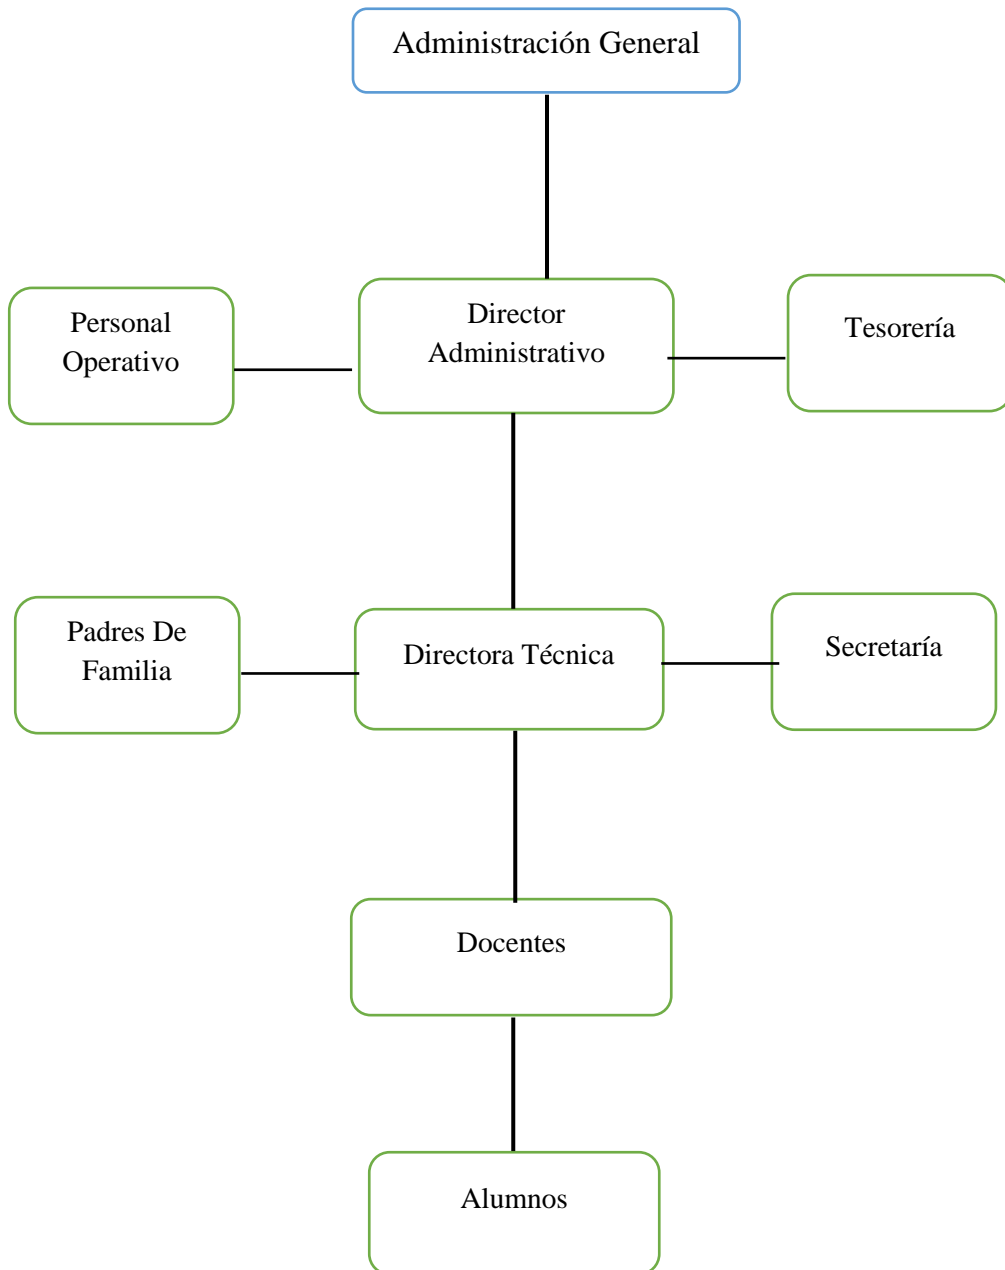 Administración General
Personal
Operativo
Director
Administrativo
Tesorería
Padres De
Familia
Directora Técnica
Secretaría
Docentes
Alumnos